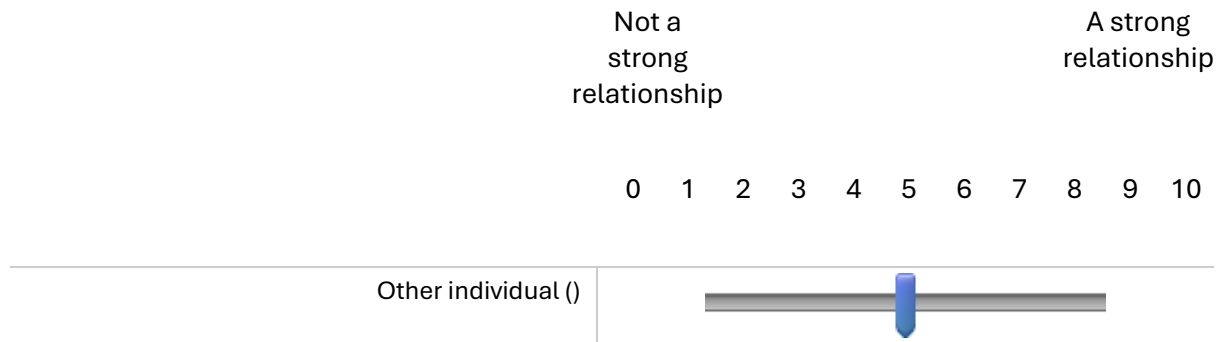 Not a
strong
relationship
A strong
relationship
0 1 2 3 4 5 6 7 8 9 10
Other individual ()